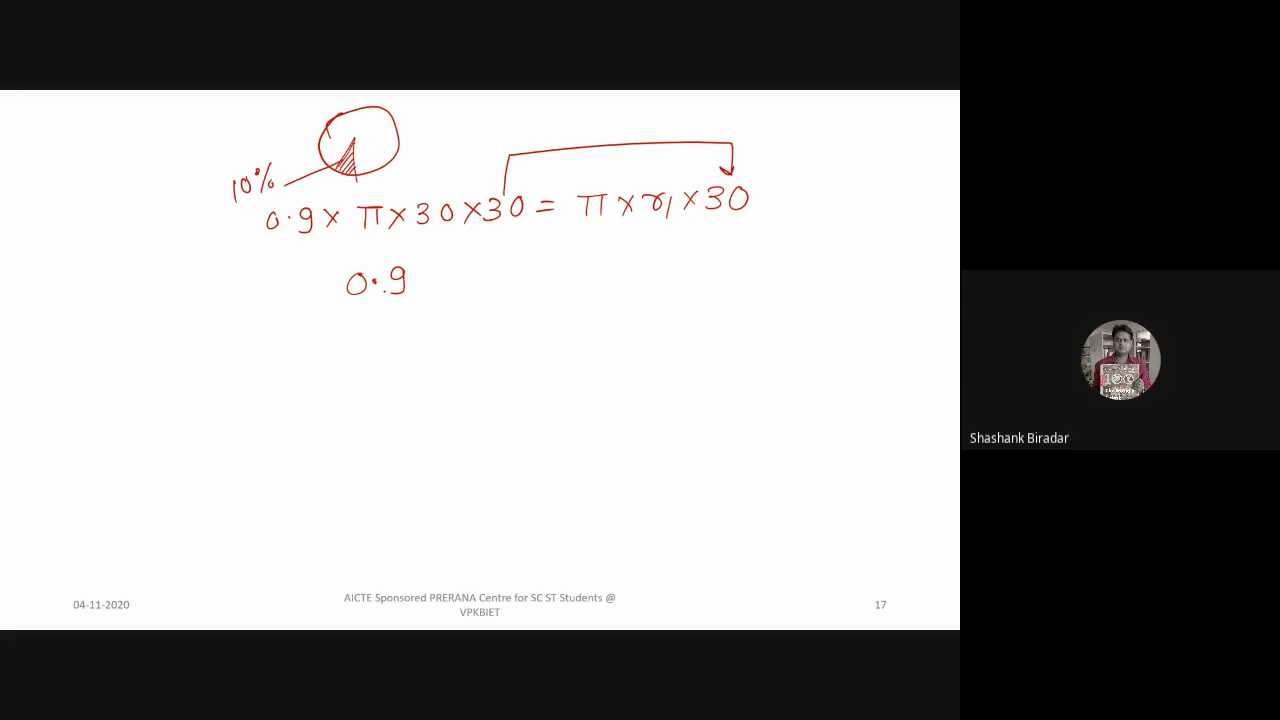 10%
0.9 × π × 30 × 30 = π × r₁ × 30
0.9
Shashank Biradar
04-11-2020
AICTE Sponsored PRERANA Centre for SC ST Students @
VPKBIET
17